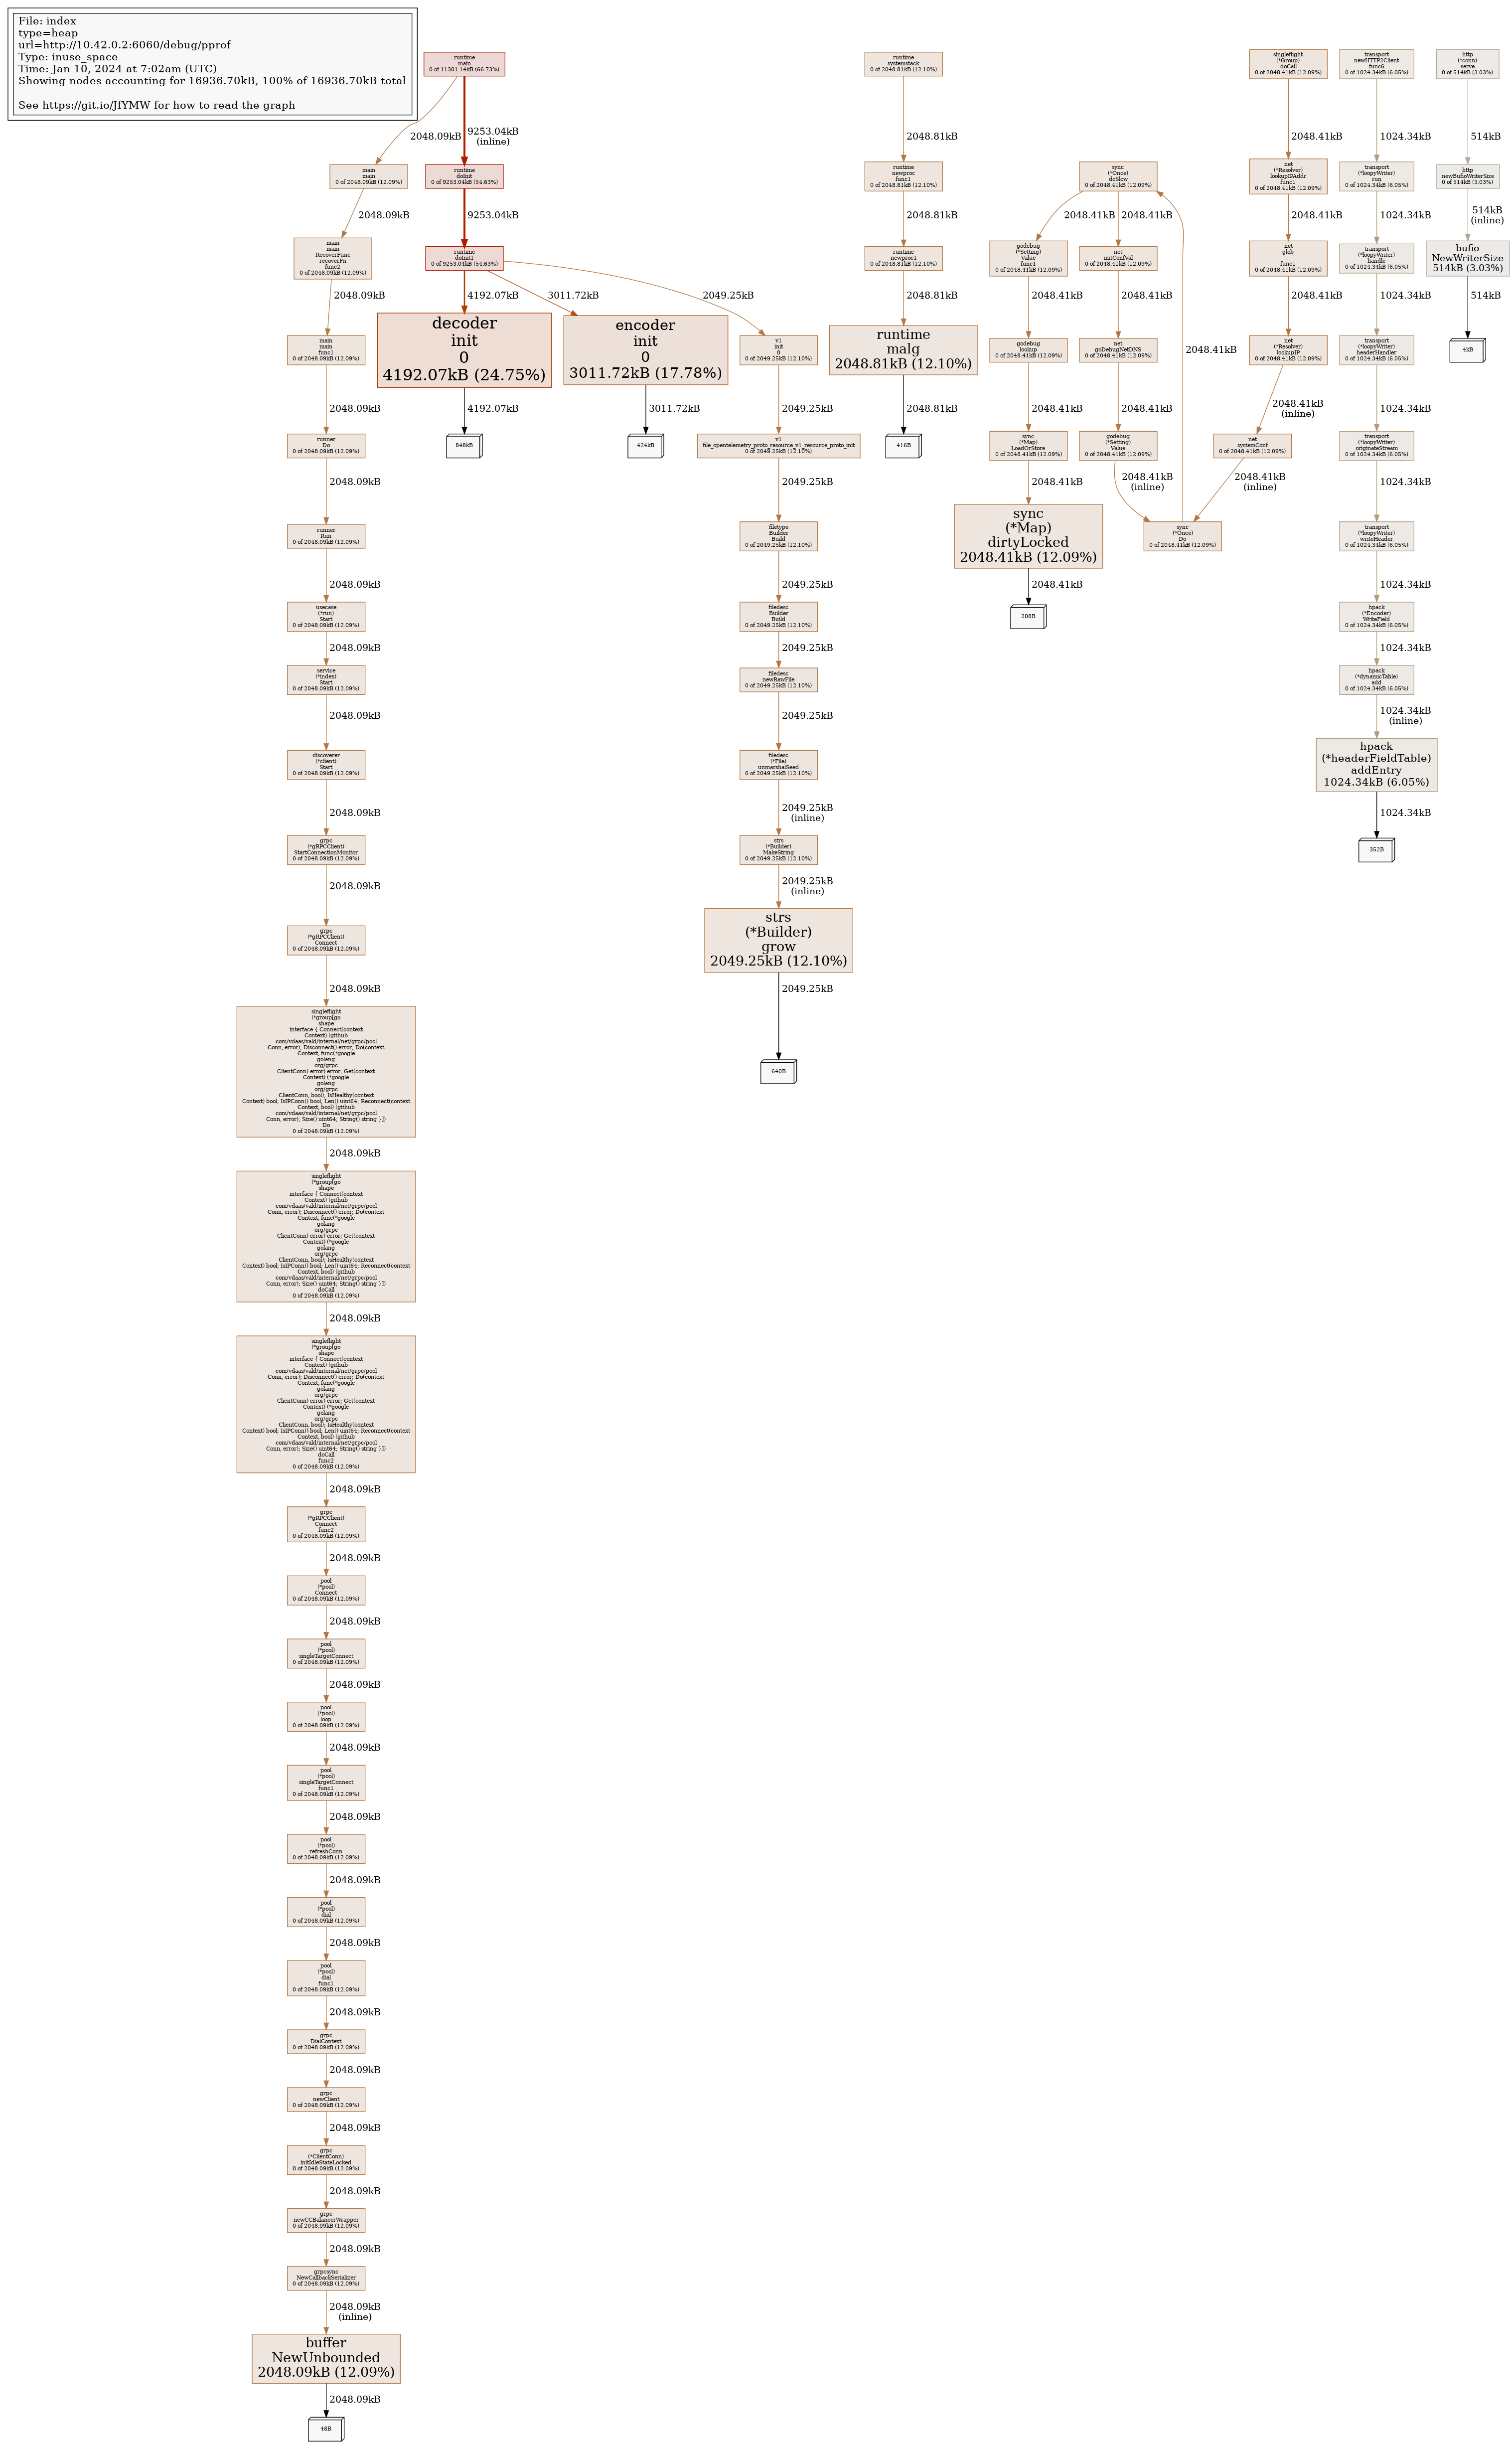 File: index
type=heap
url=http://10.42.0.2:6060/debug/pprof
Type: inuse_space
Time: Jan 10, 2024 at 7:02am (UTC)
Showing nodes accounting for 16936.70kB, 100% of 16936.70kB total
See https://git.io/JfYMW for how to read the graph
runtime
main
0 of 11301.14kB (66.73%)
2048.09kB
9253.04kB
(inline)
main
main
0 of 2048.09kB (12.09%)
2048.09kB
main
main
RecoverFunc
recoverFn
func2
0 of 2048.09kB (12.09%)
2048.09kB
main
main
func1
0 of 2048.09kB (12.09%)
2048.09kB
runner
Do
0 of 2048.09kB (12.09%)
2048.09kB
runner
Run
0 of 2048.09kB (12.09%)
2048.09kB
usecase
(*run)
Start
0 of 2048.09kB (12.09%)
2048.09kB
service
(*index)
Start
0 of 2048.09kB (12.09%)
2048.09kB
discoverer
(*client)
Start
0 of 2048.09kB (12.09%)
2048.09kB
grpc
(*gRPCClient)
StartConnectionMonitor
0 of 2048.09kB (12.09%)
2048.09kB
grpc
(*gRPCClient)
Connect
0 of 2048.09kB (12.09%)
2048.09kB
singleflight
(*group[go
shape
interface { Connect(context
Context) (github
com/vdaas/vald/internal/net/grpc/pool
Conn, error); Disconnect() error; Do(context
Context, func(*google
golang
org/grpc
ClientConn) error) error; Get(context
Context) (*google
golang
org/grpc
ClientConn, bool); IsHealthy(context
Context) bool; IsIPConn() bool; Len() uint64; Reconnect(context
Context, bool) (github
com/vdaas/vald/internal/net/grpc/pool
Conn, error); Size() uint64; String() string }])
Do
0 of 2048.09kB (12.09%)
2048.09kB
singleflight
(*group[go
shape
interface { Connect(context
Context) (github
com/vdaas/vald/internal/net/grpc/pool
Conn, error); Disconnect() error; Do(context
Context, func(*google
golang
org/grpc
ClientConn) error) error; Get(context
Context) (*google
golang
org/grpc
ClientConn, bool); IsHealthy(context
Context) bool; IsIPConn() bool; Len() uint64; Reconnect(context
Context, bool) (github
com/vdaas/vald/internal/net/grpc/pool
Conn, error); Size() uint64; String() string }])
doCall
0 of 2048.09kB (12.09%)
2048.09kB
singleflight
(*group[go
shape
interface { Connect(context
Context) (github
com/vdaas/vald/internal/net/grpc/pool
Conn, error); Disconnect() error; Do(context
Context, func(*google
golang
org/grpc
ClientConn) error) error; Get(context
Context) (*google
golang
org/grpc
ClientConn, bool); IsHealthy(context
Context) bool; IsIPConn() bool; Len() uint64; Reconnect(context
Context, bool) (github
com/vdaas/vald/internal/net/grpc/pool
Conn, error); Size() uint64; String() string }])
doCall
func2
0 of 2048.09kB (12.09%)
2048.09kB
grpc
(*gRPCClient)
Connect
func2
0 of 2048.09kB (12.09%)
2048.09kB
pool
(*pool)
Connect
0 of 2048.09kB (12.09%)
2048.09kB
pool
(*pool)
singleTargetConnect
0 of 2048.09kB (12.09%)
2048.09kB
pool
(*pool)
loop
0 of 2048.09kB (12.09%)
2048.09kB
pool
(*pool)
singleTargetConnect
func1
0 of 2048.09kB (12.09%)
2048.09kB
pool
(*pool)
refreshConn
0 of 2048.09kB (12.09%)
2048.09kB
pool
(*pool)
dial
0 of 2048.09kB (12.09%)
2048.09kB
pool
(*pool)
dial
func1
0 of 2048.09kB (12.09%)
2048.09kB
grpc
DialContext
0 of 2048.09kB (12.09%)
2048.09kB
grpc
newClient
0 of 2048.09kB (12.09%)
2048.09kB
grpc
(*ClientConn)
initIdleStateLocked
0 of 2048.09kB (12.09%)
2048.09kB
grpc
newCCBalancerWrapper
0 of 2048.09kB (12.09%)
2048.09kB
grpcsync
NewCallbackSerializer
0 of 2048.09kB (12.09%)
2048.09kB
(inline)
buffer
NewUnbounded
2048.09kB (12.09%)
2048.09kB
48B
runtime
doInit
0 of 9253.04kB (54.63%)
9253.04kB
runtime
doInit1
0 of 9253.04kB (54.63%)
4192.07kB
3011.72kB
2049.25kB
decoder
init
0
4192.07kB (24.75%)
4192.07kB
848kB
encoder
init
0
3011.72kB (17.78%)
3011.72kB
424kB
v1
init
0
0 of 2049.25kB (12.10%)
2049.25kB
v1
file_opentelemetry_proto_resource_v1_resource_proto_init
0 of 2049.25kB (12.10%)
2049.25kB
filetype
Builder
Build
0 of 2049.25kB (12.10%)
2049.25kB
filedesc
Builder
Build
0 of 2049.25kB (12.10%)
2049.25kB
filedesc
newRawFile
0 of 2049.25kB (12.10%)
2049.25kB
filedesc
(*File)
unmarshalSeed
0 of 2049.25kB (12.10%)
2049.25kB
(inline)
strs
(*Builder)
MakeString
0 of 2049.25kB (12.10%)
2049.25kB
(inline)
strs
(*Builder)
grow
2049.25kB (12.10%)
2049.25kB
640B
runtime
systemstack
0 of 2048.81kB (12.10%)
2048.81kB
runtime
newproc
func1
0 of 2048.81kB (12.10%)
2048.81kB
runtime
newproc1
0 of 2048.81kB (12.10%)
2048.81kB
runtime
malg
2048.81kB (12.10%)
2048.81kB
416B
sync
(*Once)
doSlow
0 of 2048.41kB (12.09%)
2048.41kB
2048.41kB
godebug
(*Setting)
Value
func1
0 of 2048.41kB (12.09%)
2048.41kB
godebug
lookup
0 of 2048.41kB (12.09%)
2048.41kB
sync
(*Map)
LoadOrStore
0 of 2048.41kB (12.09%)
2048.41kB
sync
(*Map)
dirtyLocked
2048.41kB (12.09%)
2048.41kB
208B
net
initConfVal
0 of 2048.41kB (12.09%)
2048.41kB
net
goDebugNetDNS
0 of 2048.41kB (12.09%)
2048.41kB
godebug
(*Setting)
Value
0 of 2048.41kB (12.09%)
2048.41kB
(inline)
sync
(*Once)
Do
0 of 2048.41kB (12.09%)
2048.41kB
singleflight
(*Group)
doCall
0 of 2048.41kB (12.09%)
2048.41kB
net
(*Resolver)
lookupIPAddr
func1
0 of 2048.41kB (12.09%)
2048.41kB
net
glob
func1
0 of 2048.41kB (12.09%)
2048.41kB
net
(*Resolver)
lookupIP
0 of 2048.41kB (12.09%)
2048.41kB
(inline)
net
systemConf
0 of 2048.41kB (12.09%)
2048.41kB
(inline)
transport
newHTTP2Client
func6
0 of 1024.34kB (6.05%)
1024.34kB
transport
(*loopyWriter)
run
0 of 1024.34kB (6.05%)
1024.34kB
transport
(*loopyWriter)
handle
0 of 1024.34kB (6.05%)
1024.34kB
transport
(*loopyWriter)
headerHandler
0 of 1024.34kB (6.05%)
1024.34kB
transport
(*loopyWriter)
originateStream
0 of 1024.34kB (6.05%)
1024.34kB
transport
(*loopyWriter)
writeHeader
0 of 1024.34kB (6.05%)
1024.34kB
hpack
(*Encoder)
WriteField
0 of 1024.34kB (6.05%)
1024.34kB
hpack
(*dynamicTable)
add
0 of 1024.34kB (6.05%)
1024.34kB
(inline)
hpack
(*headerFieldTable)
addEntry
1024.34kB (6.05%)
1024.34kB
352B
http
(*conn)
serve
0 of 514kB (3.03%)
514kB
http
newBufioWriterSize
0 of 514kB (3.03%)
514kB
(inline)
bufio
NewWriterSize
514kB (3.03%)
514kB
4kB